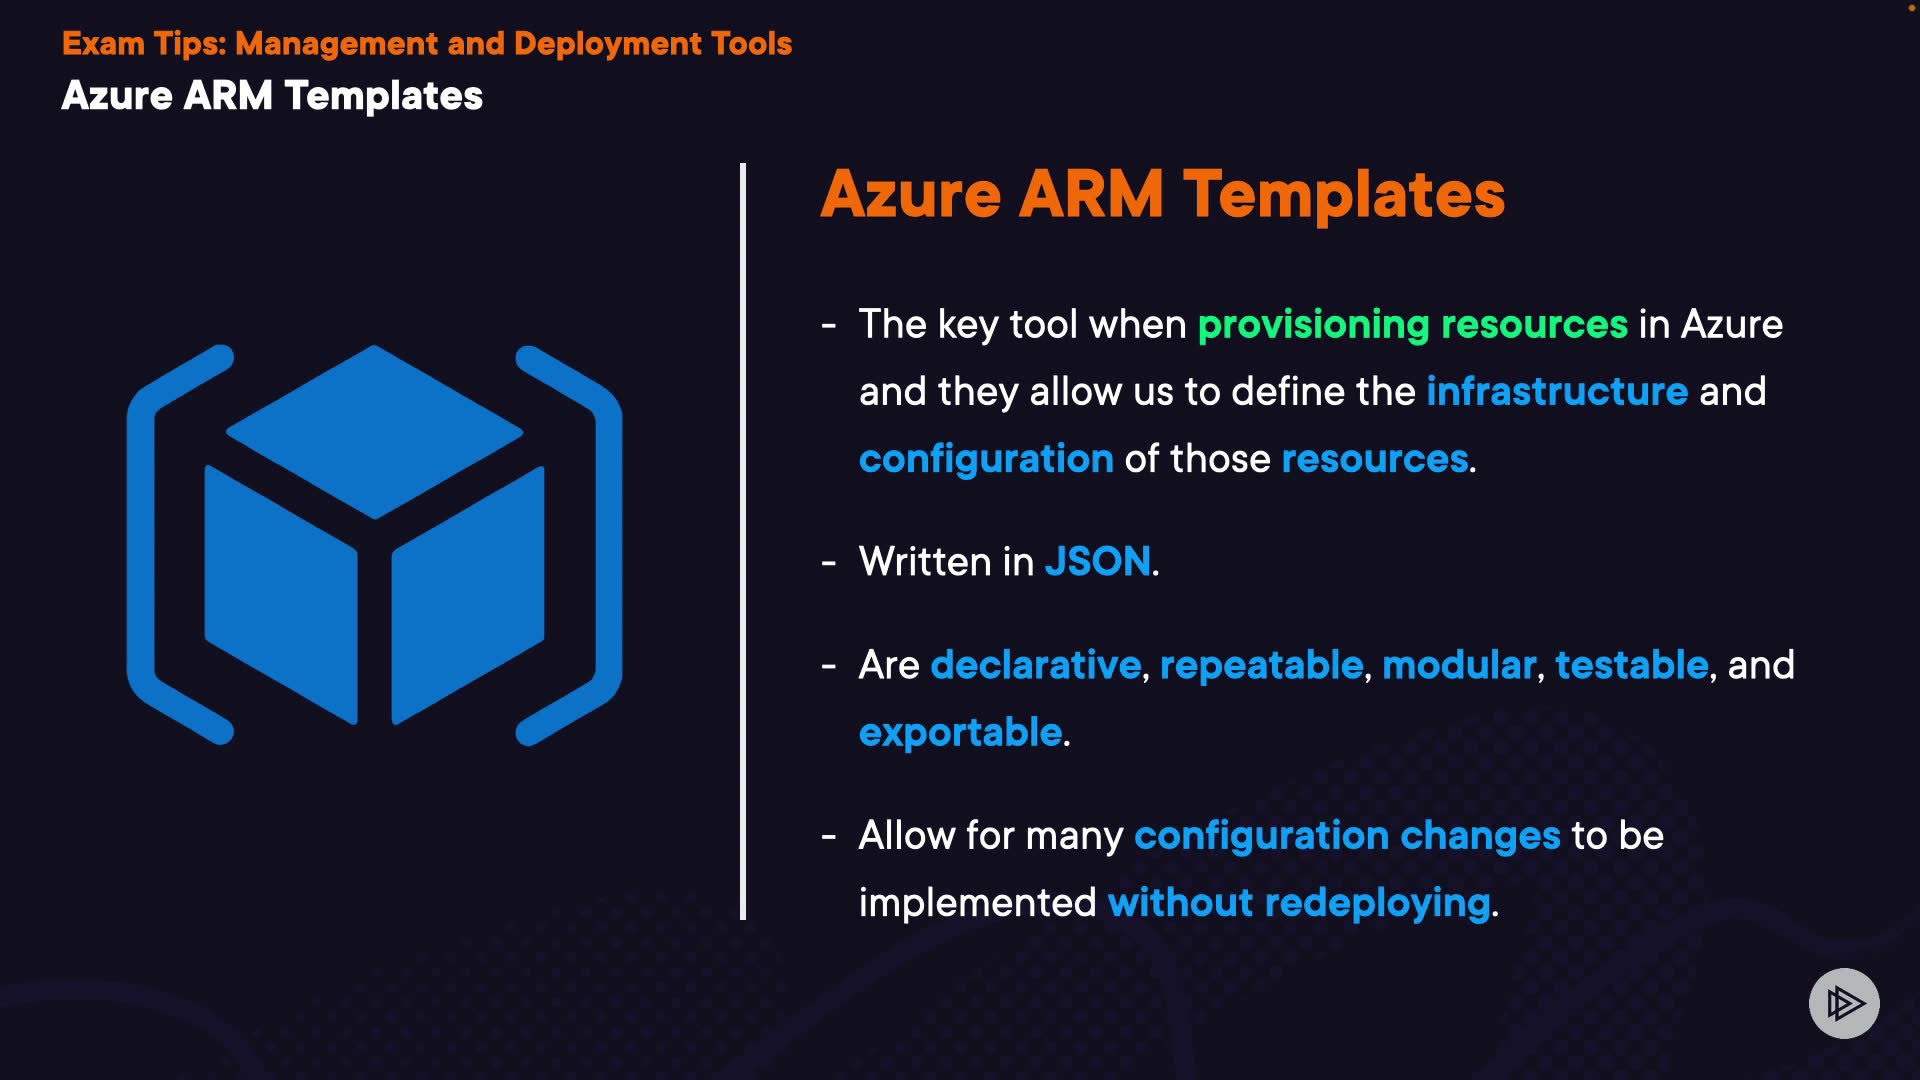 Exam Tips: Management and Deployment Tools
Azure ARM Templates
Azure ARM Templates
- The key tool when provisioning resources in Azure
and they allow us to define the infrastructure and
configuration of those resources.
- Written in JSON.
- Are declarative, repeatable, modular, testable, and
exportable.
- Allow for many configuration changes to be
implemented without redeploying.